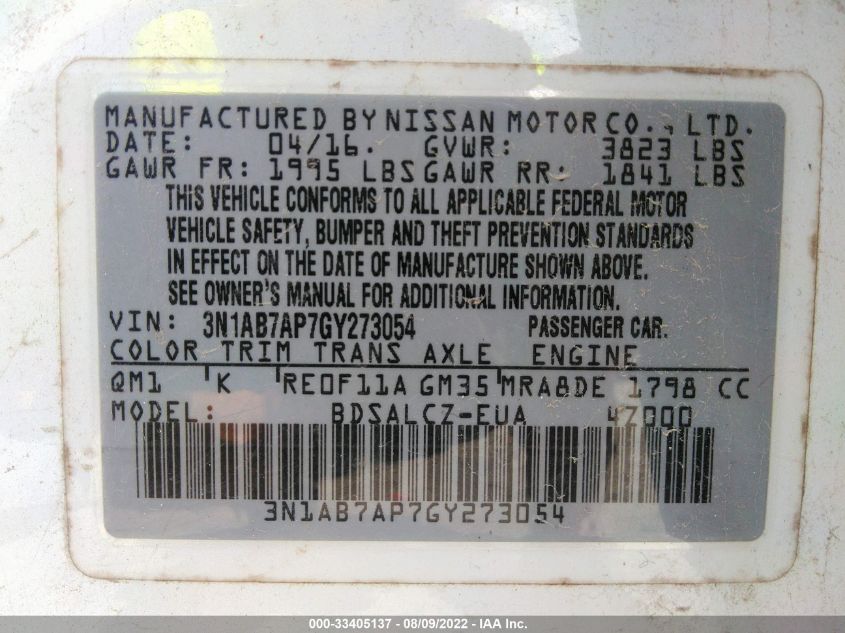 MANUFACTURED BY NISSAN MOTOR CO., LTD.
DATE: 04/16. GVWR: 3823 LBS
GAWR FR: 1995 LBS GAWR RR: 1841 LBS
THIS VEHICLE CONFORMS TO ALL APPLICABLE FEDERAL MOTOR
VEHICLE SAFETY, BUMPER AND THEFT PREVENTION STANDARDS
IN EFFECT ON THE DATE OF MANUFACTURE SHOWN ABOVE.
SEE OWNER'S MANUAL FOR ADDITIONAL INFORMATION.
VIN: 3N1AB7AP7GY273054 PASSENGER CAR.
COLOR TRIM TRANS AXLE ENGINE
QM1 K RE0F11A GM35 MRA8DE 1798 CC
MODEL: BDSALCZ-EUA 4Z000
3N1AB7AP7GY273054
000-33405137 - 08/09/2022 - IAA Inc.